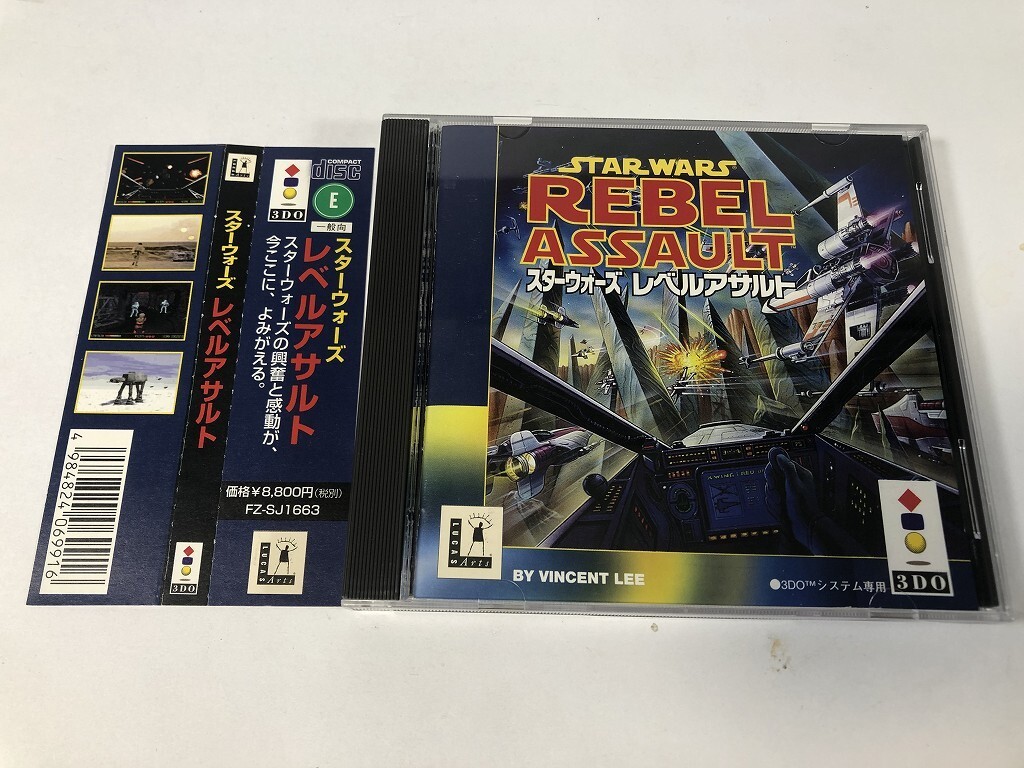 スターウォーズ レベルアサルト
4 984824 069916
3DO
LUCAS
Arts
COMPACT
disc
E
一般向
3DO
スターウォーズ
レベルアサルト
スターウォーズの興奮と感動が、
今ここに、よみがえる。
価格¥8,800(税別)
FZ-SJ1663
LUCAS
Arts
STAR WARS
REBEL
ASSAULT
スターウォーズ レベルアサルト
LUCAS
Arts
BY VINCENT LEE
●3DO™システム専用
3DO